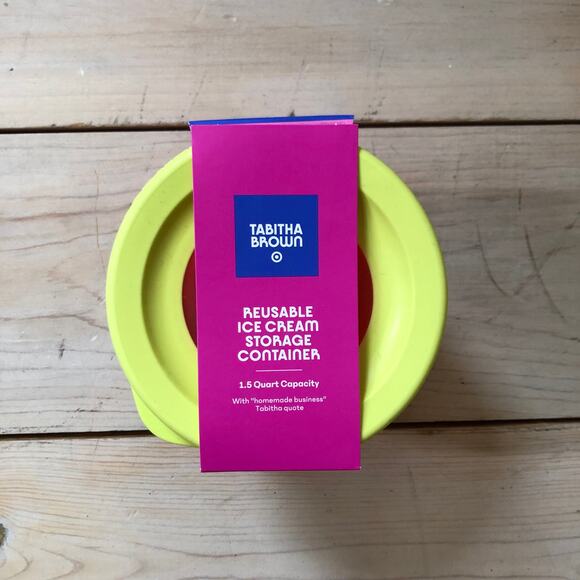 TABITHA
BROWN
REUSABLE
ICE CREAM
STORAGE
CONTAINER
1.5 Quart Capacity
With "homemade business"
Tabitha quote